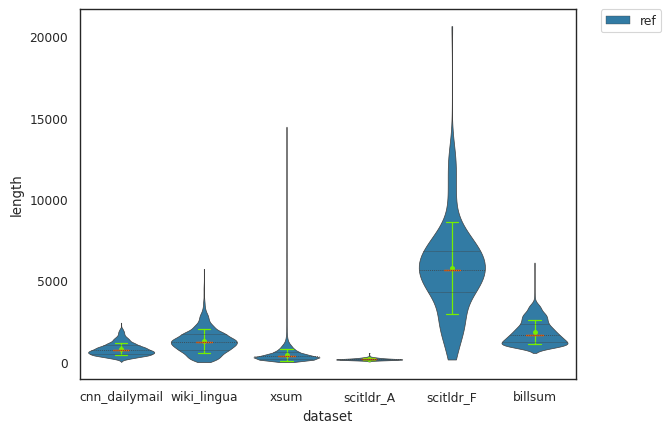 ref
20000
15000
10000
5000
0
length
cnn_dailymail wiki_lingua xsum scitldr_A scitldr_F billsum
dataset